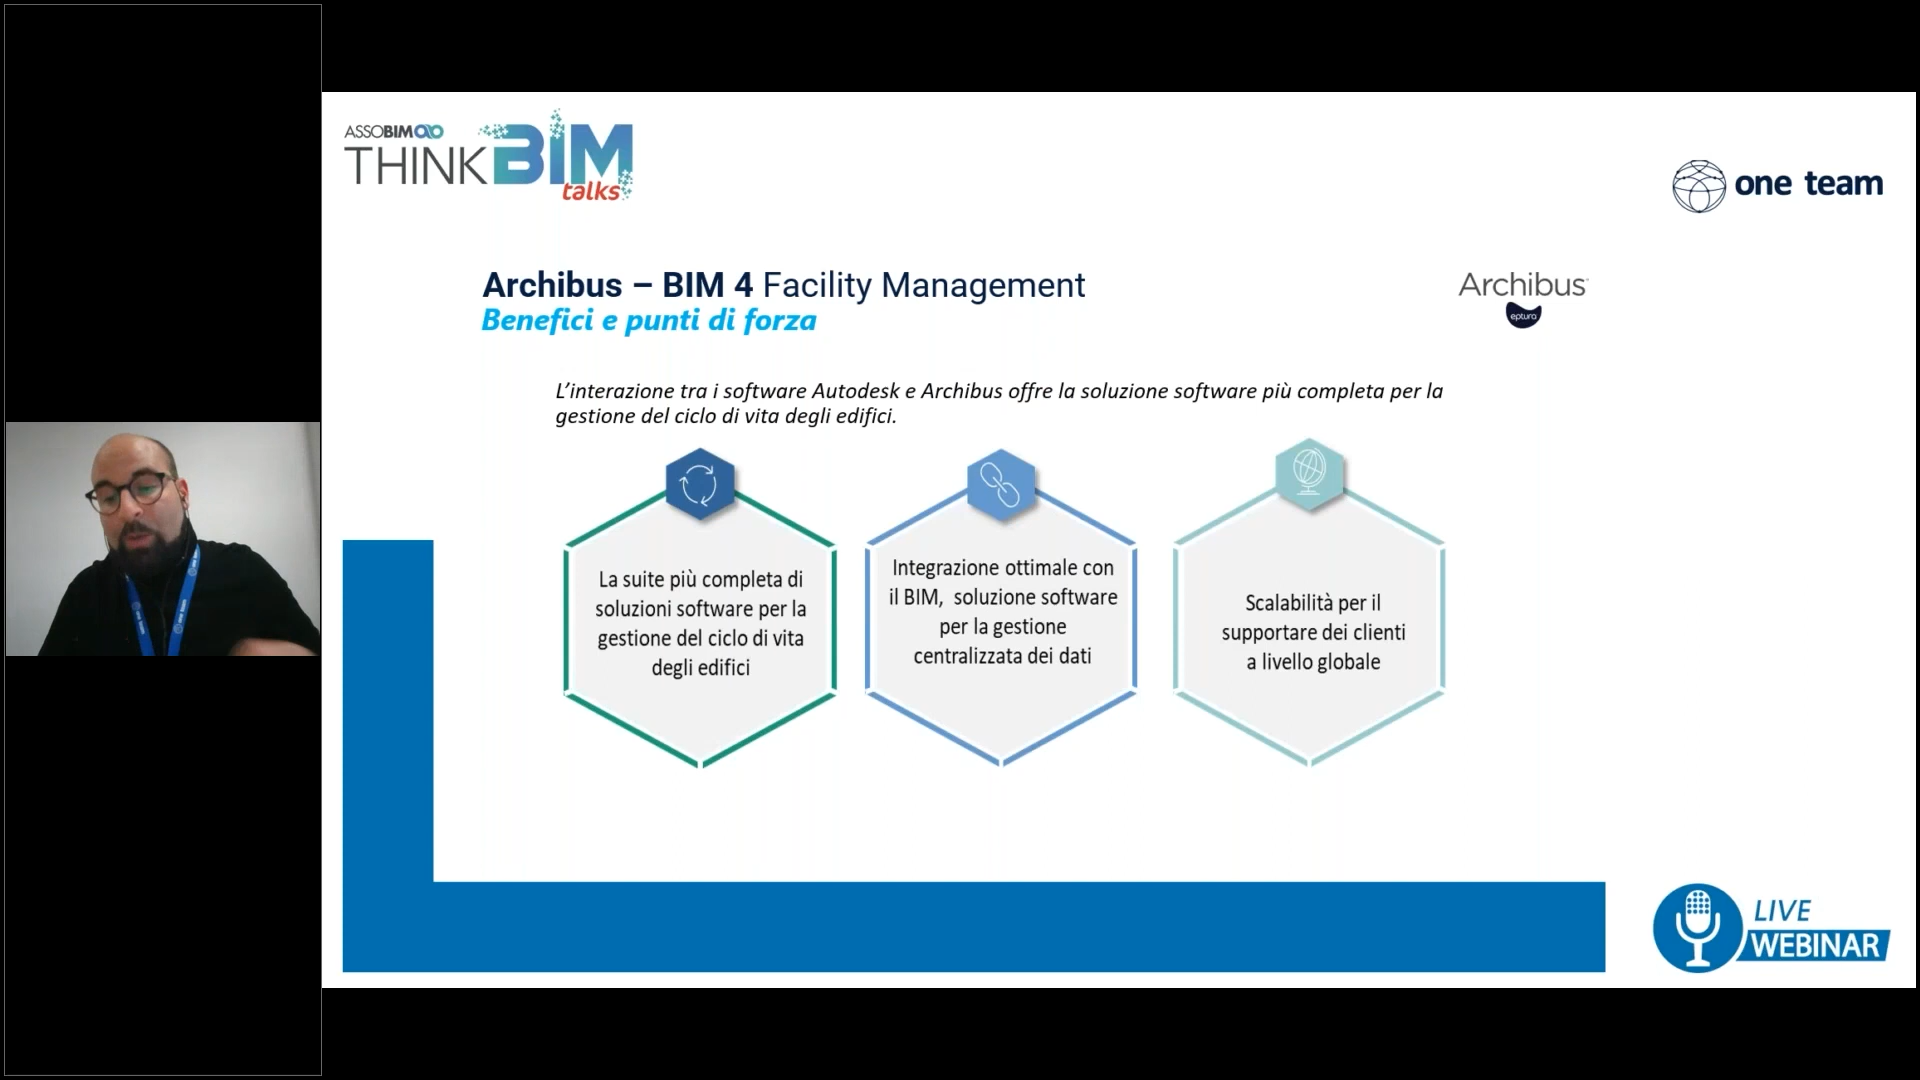 ASSOBIM
THINK BIM
talks
one team
Archibus – BIM 4 Facility Management
Benefici e punti di forza
Archibus
eptura
L’interazione tra i software Autodesk e Archibus offre la soluzione software più completa per la
gestione del ciclo di vita degli edifici.
La suite più completa di
soluzioni software per la
gestione del ciclo di vita
degli edifici
Integrazione ottimale con
il BIM, soluzione software
per la gestione
centralizzata dei dati
Scalabilità per il
supportare dei clienti
a livello globale
LIVE
WEBINAR